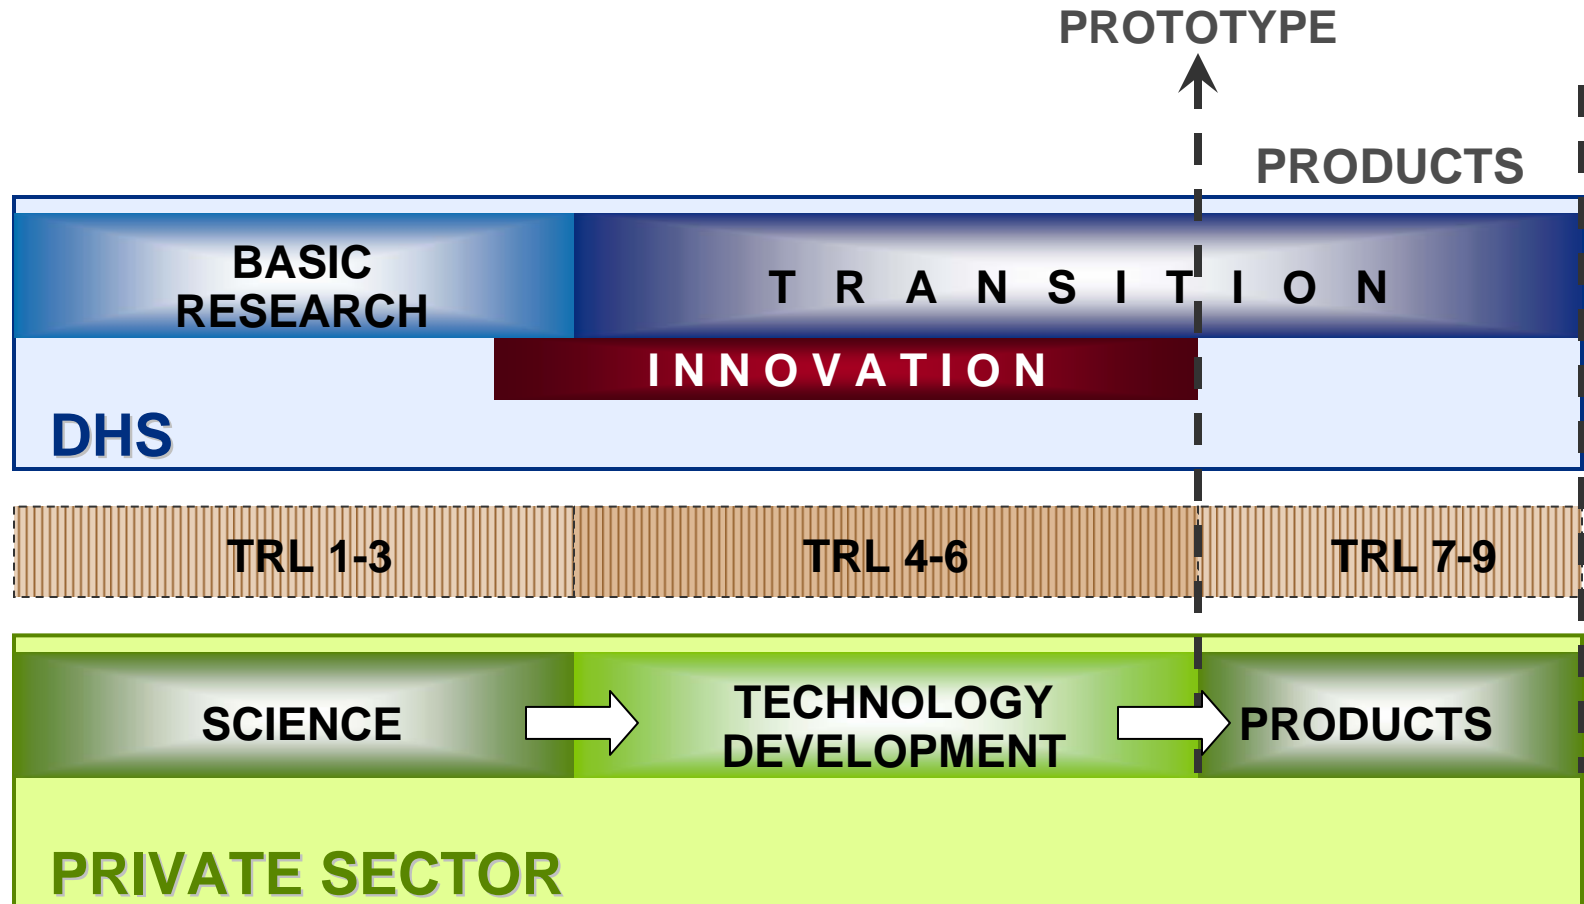 PROTOTYPE
PRODUCTS
BASIC
RESEARCH
TRANSITION
INNOVATION
DHS
TRL 1-3
TRL 4-6
TRL 7-9
SCIENCE
TECHNOLOGY
DEVELOPMENT
PRODUCTS
PRIVATE SECTOR